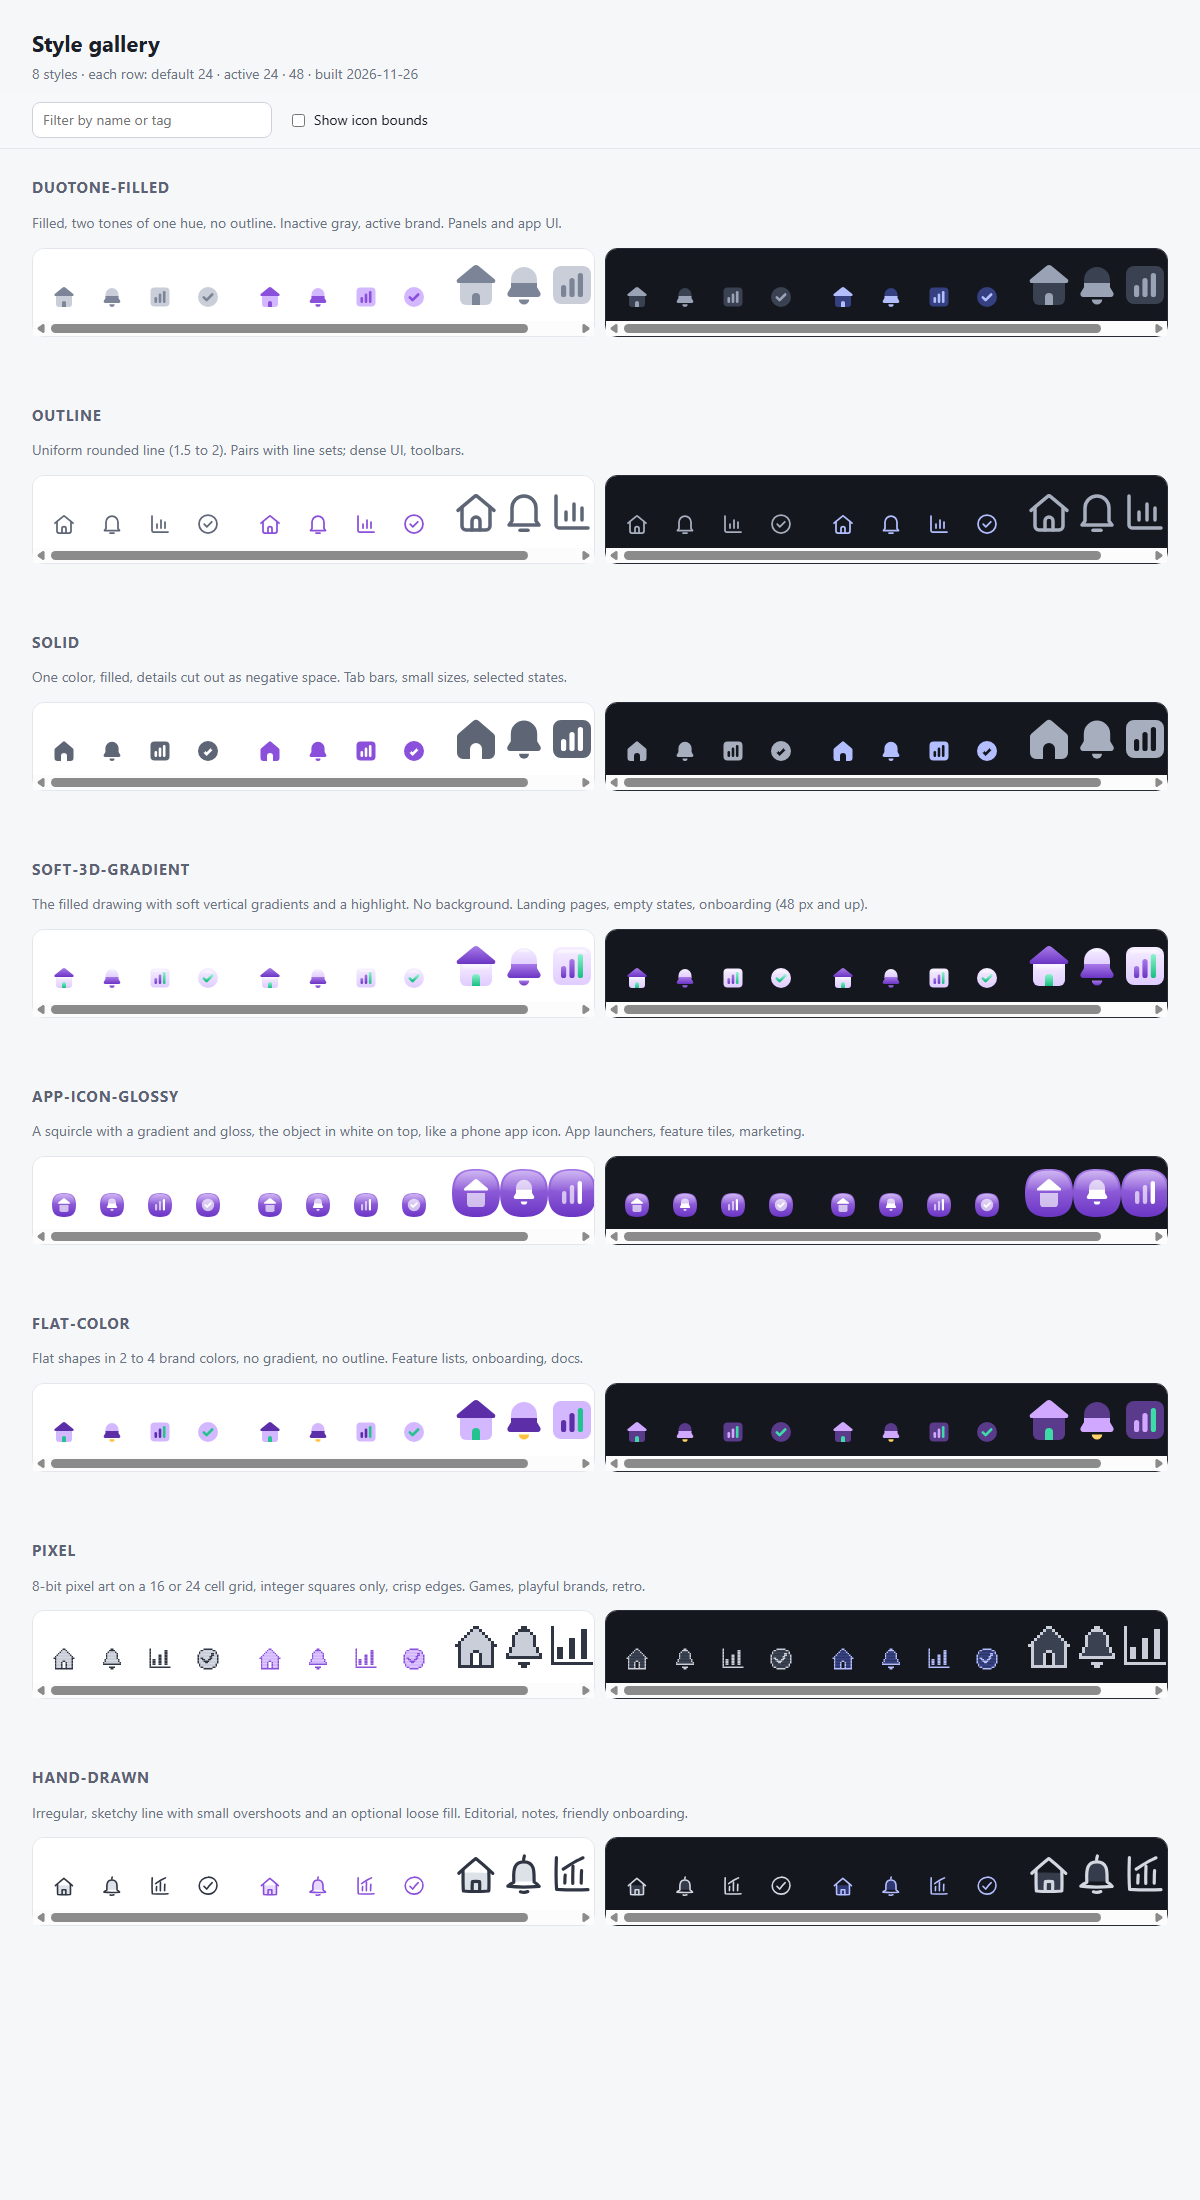 Style gallery
8 styles · each row: default 24 · active 24 · 48 · built 2026-11-26
Filter by name or tag
Show icon bounds
DUOTONE-FILLED
Filled, two tones of one hue, no outline. Inactive gray, active brand. Panels and app UI.
OUTLINE
Uniform rounded line (1.5 to 2). Pairs with line sets; dense UI, toolbars.
SOLID
One color, filled, details cut out as negative space. Tab bars, small sizes, selected states.
SOFT-3D-GRADIENT
The filled drawing with soft vertical gradients and a highlight. No background. Landing pages, empty states, onboarding (48 px and up).
APP-ICON-GLOSSY
A squircle with a gradient and gloss, the object in white on top, like a phone app icon. App launchers, feature tiles, marketing.
FLAT-COLOR
Flat shapes in 2 to 4 brand colors, no gradient, no outline. Feature lists, onboarding, docs.
PIXEL
8-bit pixel art on a 16 or 24 cell grid, integer squares only, crisp edges. Games, playful brands, retro.
HAND-DRAWN
Irregular, sketchy line with small overshoots and an optional loose fill. Editorial, notes, friendly onboarding.